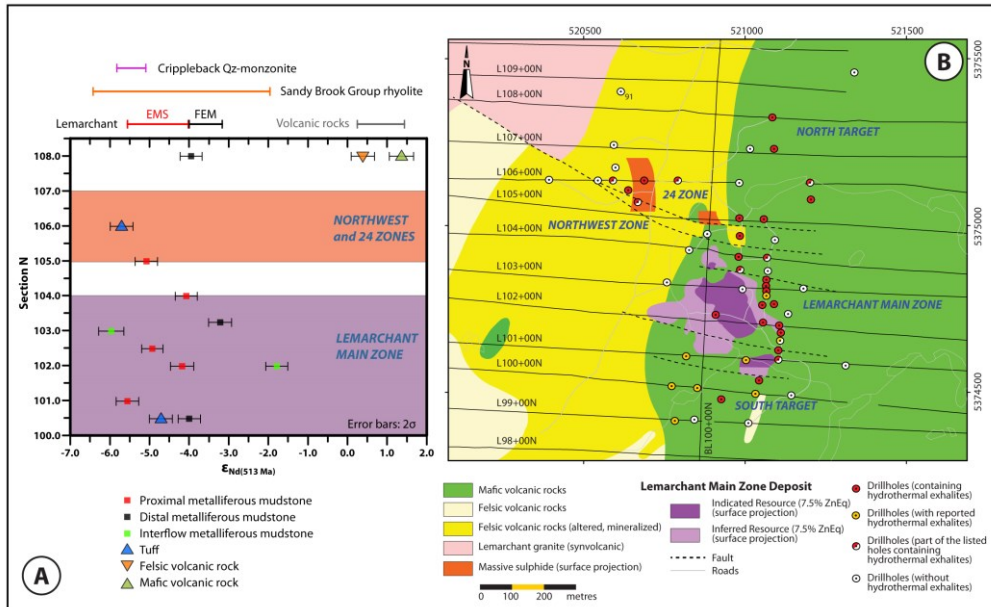 Crippleback Qz-monzonite
Sandy Brook Group rhyolite
Lemarchant
EMS
FEM
Volcanic rocks
108.0
107.0
106.0
105.0
104.0
103.0
102.0
101.0
100.0
Section N
NORTHWEST
and 24 ZONES
LEMARCHANT
MAIN ZONE
Error bars: 2σ
-7.0
-6.0
-5.0
-4.0
-3.0
-2.0
-1.0
0
1.0
2.0
εNd(513 Ma)
Proximal metalliferous mudstone
Distal metalliferous mudstone
Interflow metalliferous mudstone
Tuff
Felsic volcanic rock
Mafic volcanic rock
A
520500
521000
521500
B
5375500
5375000
5374500
N
91
L109+00N
L108+00N
L107+00N
L106+00N
L105+00N
L104+00N
L103+00N
L102+00N
L101+00N
L100+00N
L99+00N
L98+00N
BL100+00N
NORTH TARGET
24 ZONE
NORTHWEST ZONE
LEMARCHANT MAIN ZONE
SOUTH TARGET
Mafic volcanic rocks
Felsic volcanic rocks
Felsic volcanic rocks (altered, mineralized)
Lemarchant granite (synvolcanic)
Massive sulphide (surface projection)
0 100 200
metres
Lemarchant Main Zone Deposit
Indicated Resource (7.5% ZnEq)
(surface projection)
Inferred Resource (7.5% ZnEq)
(surface projection)
Fault
Roads
Drillholes (containing
hydrothermal exhalites)
Drillholes (with reported
hydrothermal exhalites)
Drillholes (part of the listed
holes containing
hydrothermal exhalites)
Drillholes (without
hydrothermal exhalites)